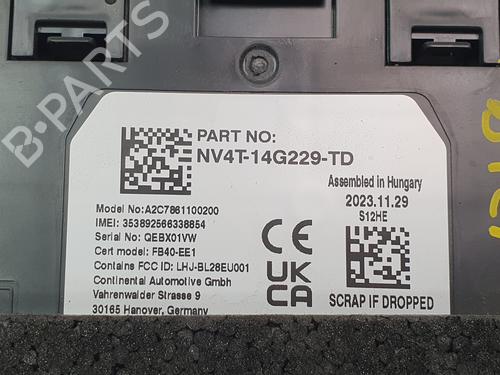 B-PARTS
PART NO:
NV4T-14G229-TD
Assembled in Hungary
2023.11.29
S12HE
Model No:A2C7861100200
IMEI: 353892566338854
Serial No: QEBX01VW
Cert model: FB40-EE1
Contains FCC ID: LHJ-BL28EU001
Continental Automotive Gmbh
Vahrenwalder Strasse 9
30165 Hanover, Germany
CE
UK
CA
SCRAP IF DROPPED